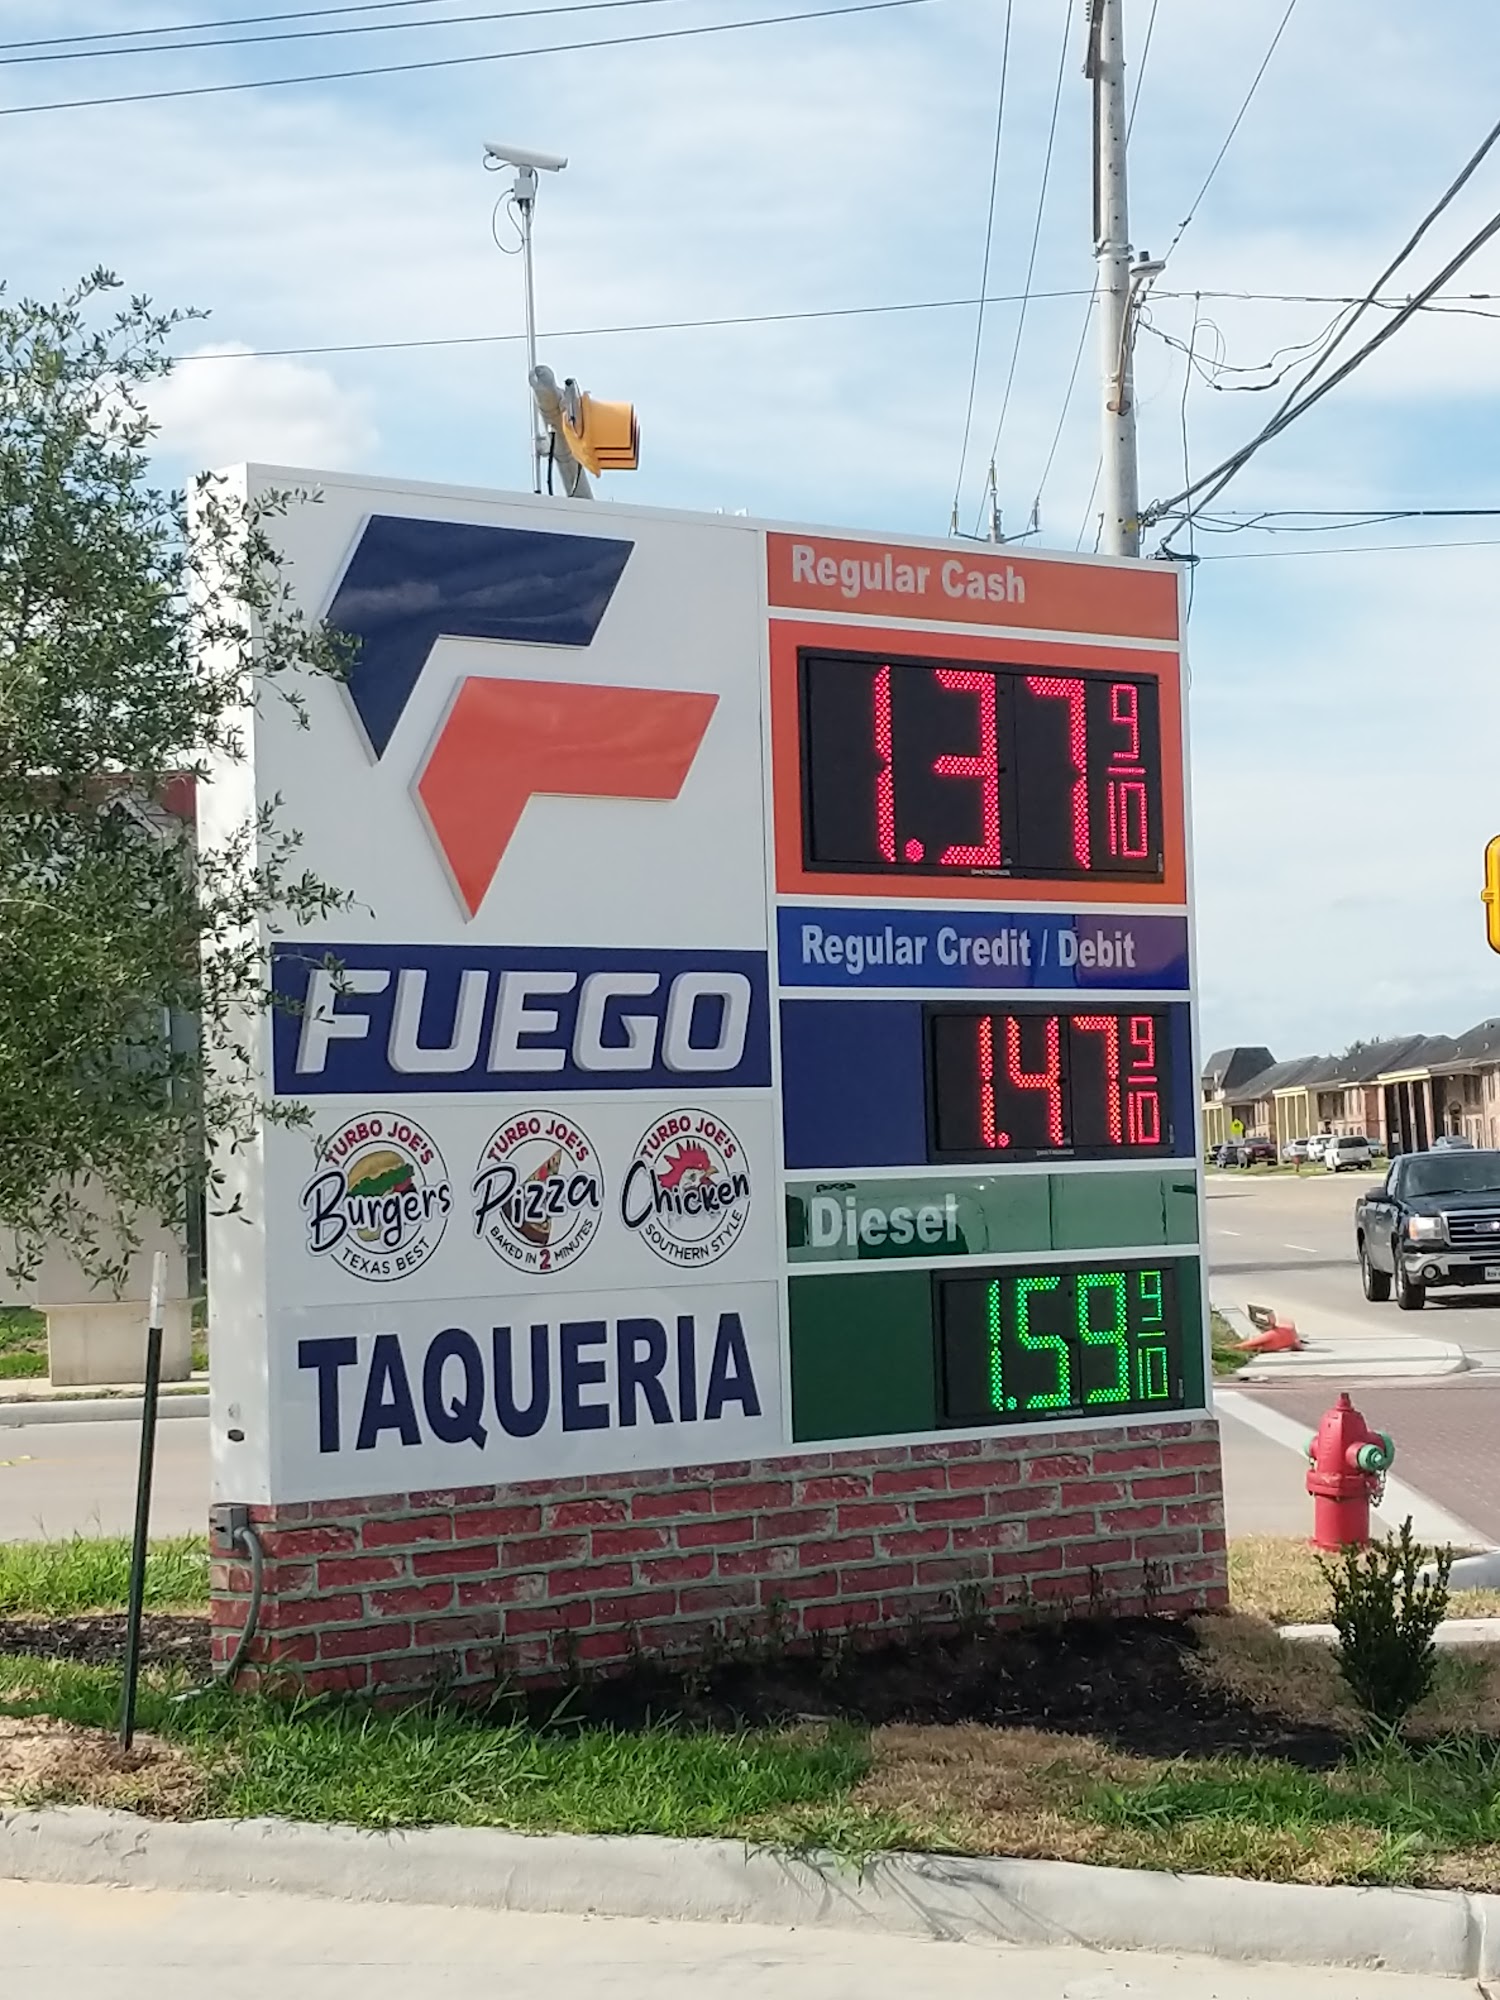 Regular Cash
1.37 9/10
FUEGO
Regular Credit / Debit
1.47 9/10
TURBO JOE'S
Burgers
TEXAS BEST
TURBO JOE'S
Pizza
BAKED IN 2 MINUTES
TURBO JOE'S
Chicken
SOUTHERN STYLE
Diesel
1.59 9/10
TAQUERIA